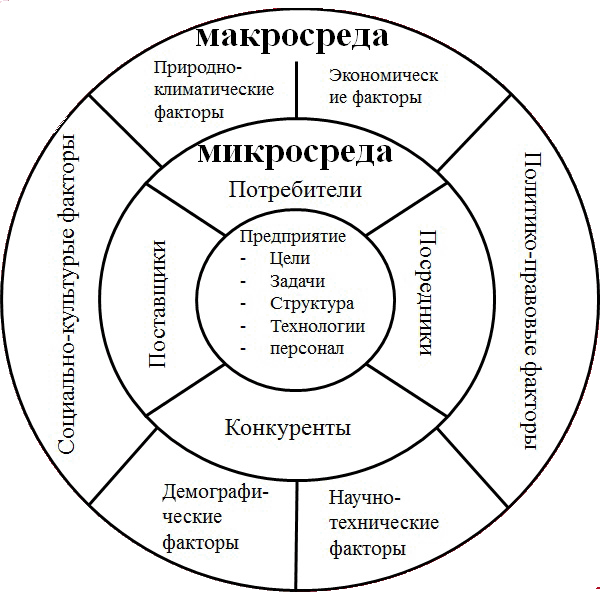 макросреда
Природно-
климатические
факторы
Экономическ
ие факторы
микросреда
Потребители
Социально-культурые факторы
Поставщики
Предприятие
- Цели
- Задачи
- Структура
- Технологии
- персонал
Посредники
Политико-правовые факторы
Конкуренты
Демографи-
ческие
факторы
Научно-
технические
факторы